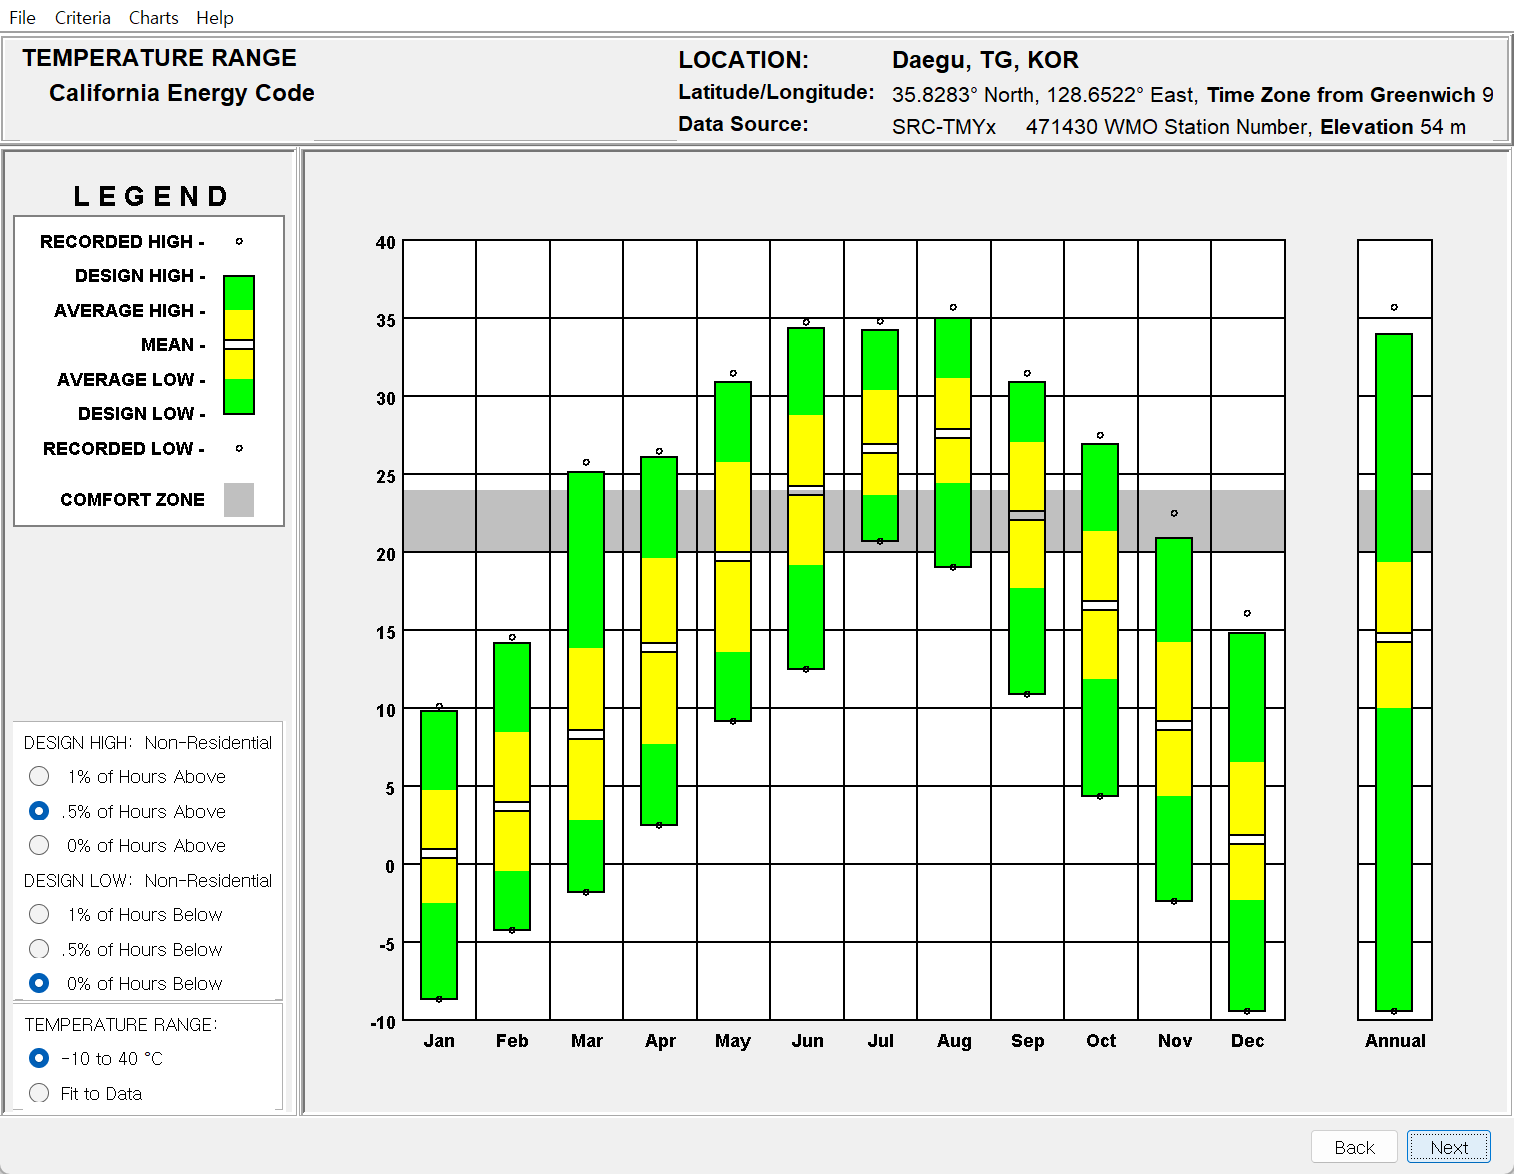 File Criteria Charts Help
TEMPERATURE RANGE
California Energy Code
LOCATION: Daegu, TG, KOR
Latitude/Longitude: 35.8283° North, 128.6522° East, Time Zone from Greenwich 9
Data Source: SRC-TMYx 471430 WMO Station Number, Elevation 54 m
LEGEND
RECORDED HIGH -
DESIGN HIGH -
AVERAGE HIGH -
MEAN -
AVERAGE LOW -
DESIGN LOW -
RECORDED LOW -
COMFORT ZONE
DESIGN HIGH: Non-Residential
1% of Hours Above
.5% of Hours Above
0% of Hours Above
DESIGN LOW: Non-Residential
1% of Hours Below
.5% of Hours Below
0% of Hours Below
TEMPERATURE RANGE:
-10 to 40 °C
Fit to Data
40
35
30
25
20
15
10
5
0
-5
-10
Jan Feb Mar Apr May Jun Jul Aug Sep Oct Nov Dec Annual
Back Next